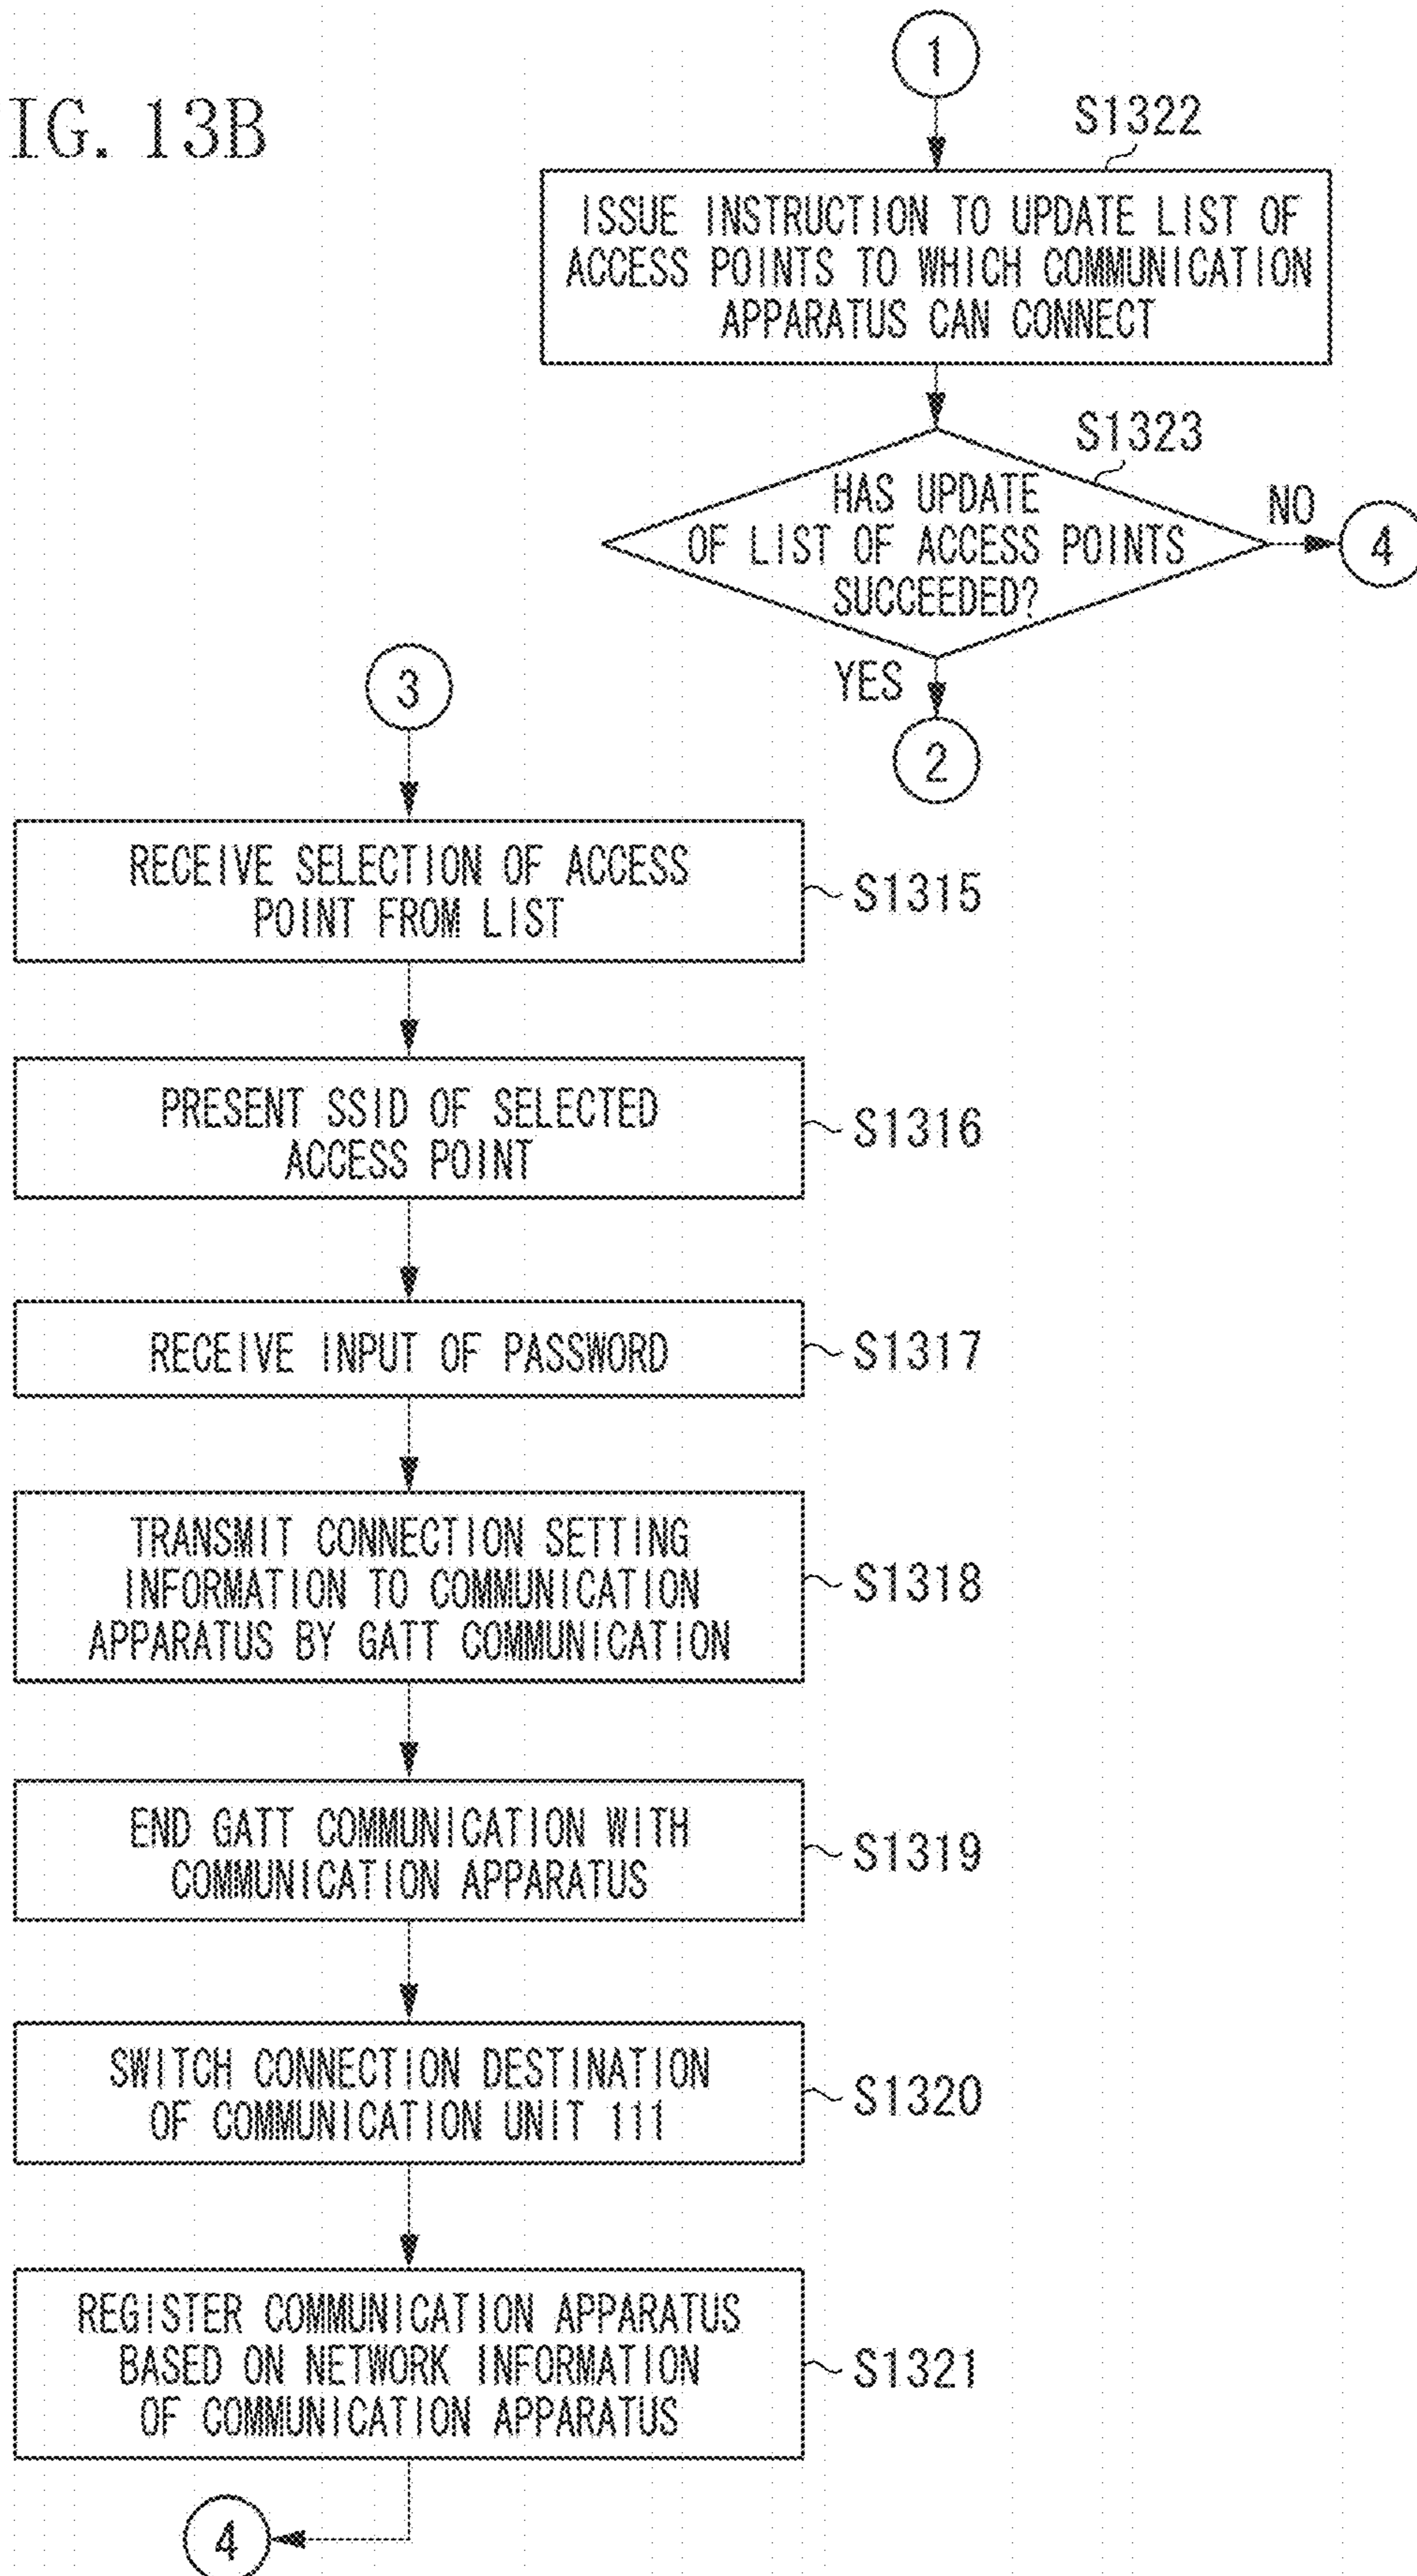 IG. 13B
1
S1322
ISSUE INSTRUCTION TO UPDATE LIST OF
ACCESS POINTS TO WHICH COMMUNICATION
APPARATUS CAN CONNECT
S1323
HAS UPDATE
OF LIST OF ACCESS POINTS
SUCCEEDED?
NO
4
YES
2
3
RECEIVE SELECTION OF ACCESS
POINT FROM LIST
S1315
PRESENT SSID OF SELECTED
ACCESS POINT
S1316
RECEIVE INPUT OF PASSWORD
S1317
TRANSMIT CONNECTION SETTING
INFORMATION TO COMMUNICATION
APPARATUS BY GATT COMMUNICATION
S1318
END GATT COMMUNICATION WITH
COMMUNICATION APPARATUS
S1319
SWITCH CONNECTION DESTINATION
OF COMMUNICATION UNIT 111
S1320
REGISTER COMMUNICATION APPARATUS
BASED ON NETWORK INFORMATION
OF COMMUNICATION APPARATUS
S1321
4